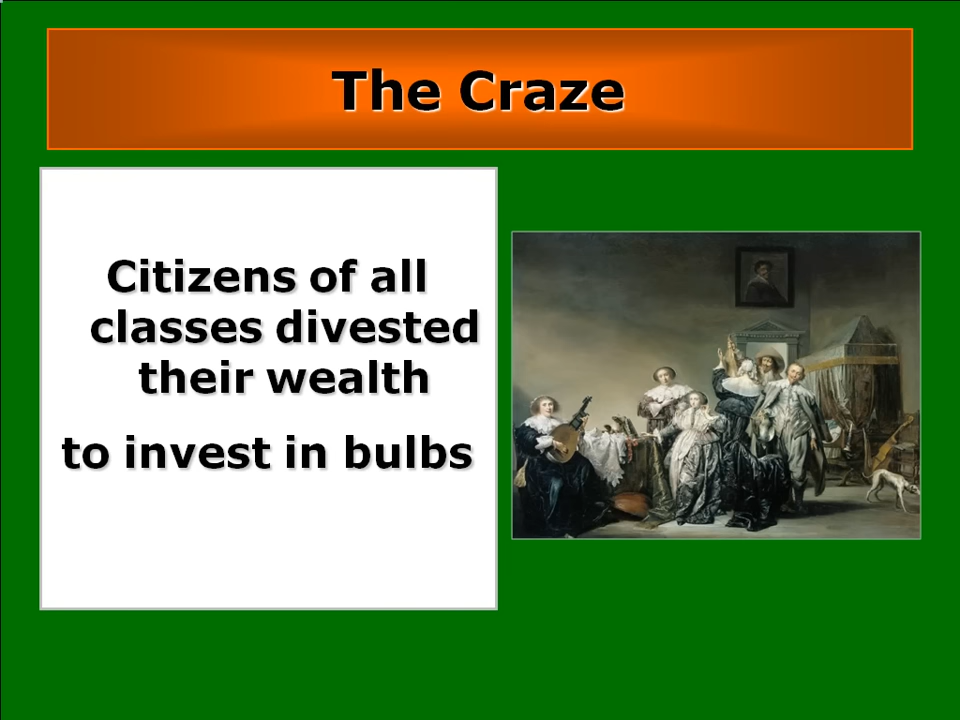 The Craze
Citizens of all
classes divested
their wealth
to invest in bulbs